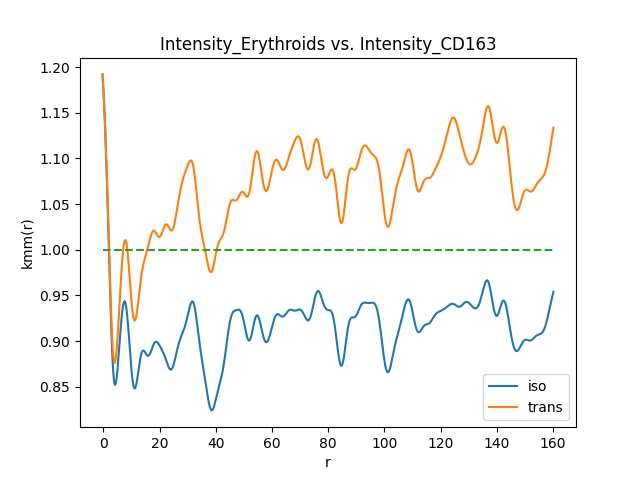 Intensity_Erythroids vs. Intensity_CD163
kmm(r)
1.20
1.15
1.10
1.05
1.00
0.95
0.90
0.85
0 20 40 60 80 100 120 140 160
r
iso
trans